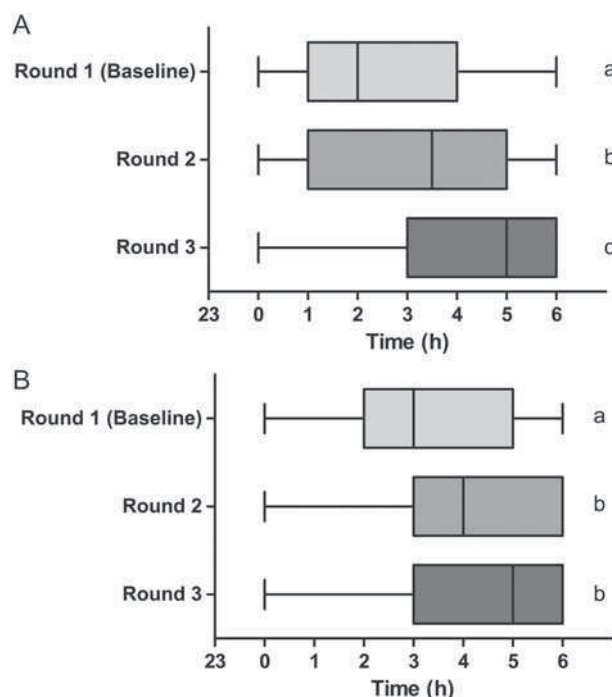 A
Round 1 (Baseline) a
Round 2 b
Round 3 c
23 0 1 2 3 4 5 6
Time (h)
B
Round 1 (Baseline) a
Round 2 b
Round 3 b
23 0 1 2 3 4 5 6